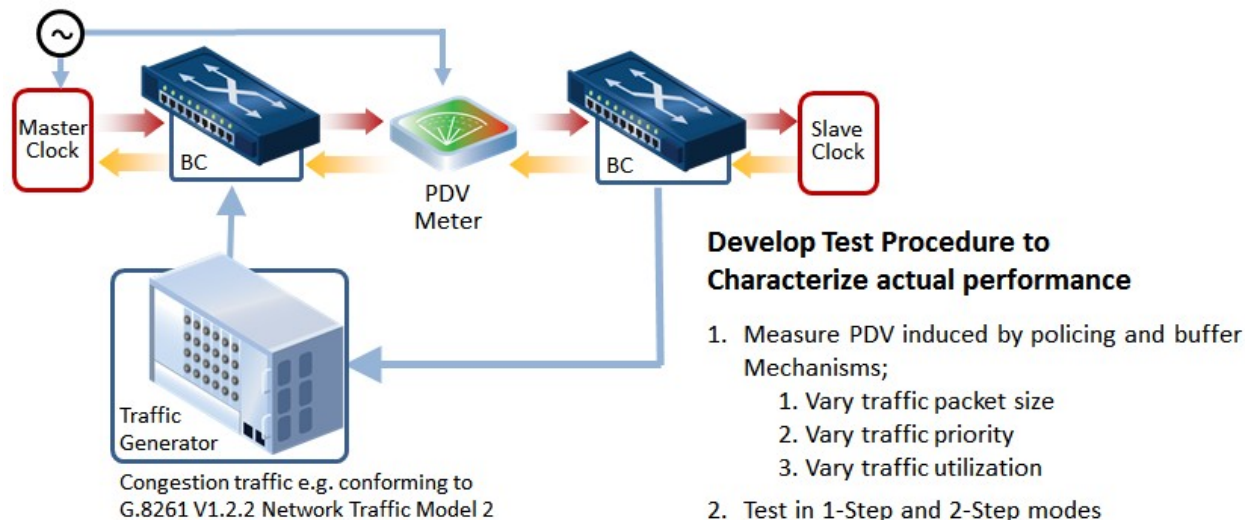 Master
Clock
BC
PDV
Meter
BC
Slave
Clock
Traffic
Generator
Congestion traffic e.g. conforming to
G.8261 V1.2.2 Network Traffic Model 2
Develop Test Procedure to
Characterize actual performance
1. Measure PDV induced by policing and buffer
Mechanisms;
1. Vary traffic packet size
2. Vary traffic priority
3. Vary traffic utilization
2. Test in 1-Step and 2-Step modes